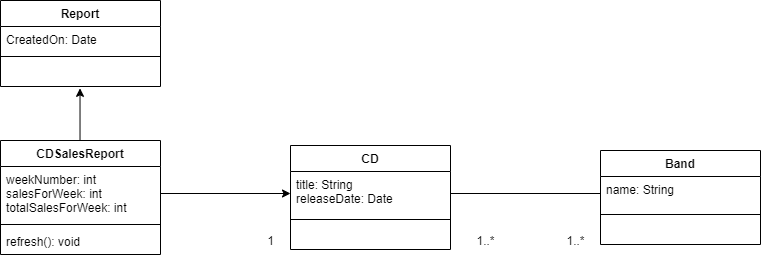 Report
CreatedOn: Date
CDSalesReport
weekNumber: int
salesForWeek: int
totalSalesForWeek: int
refresh(): void
1
CD
title: String
releaseDate: Date
1..*
1..*
Band
name: String